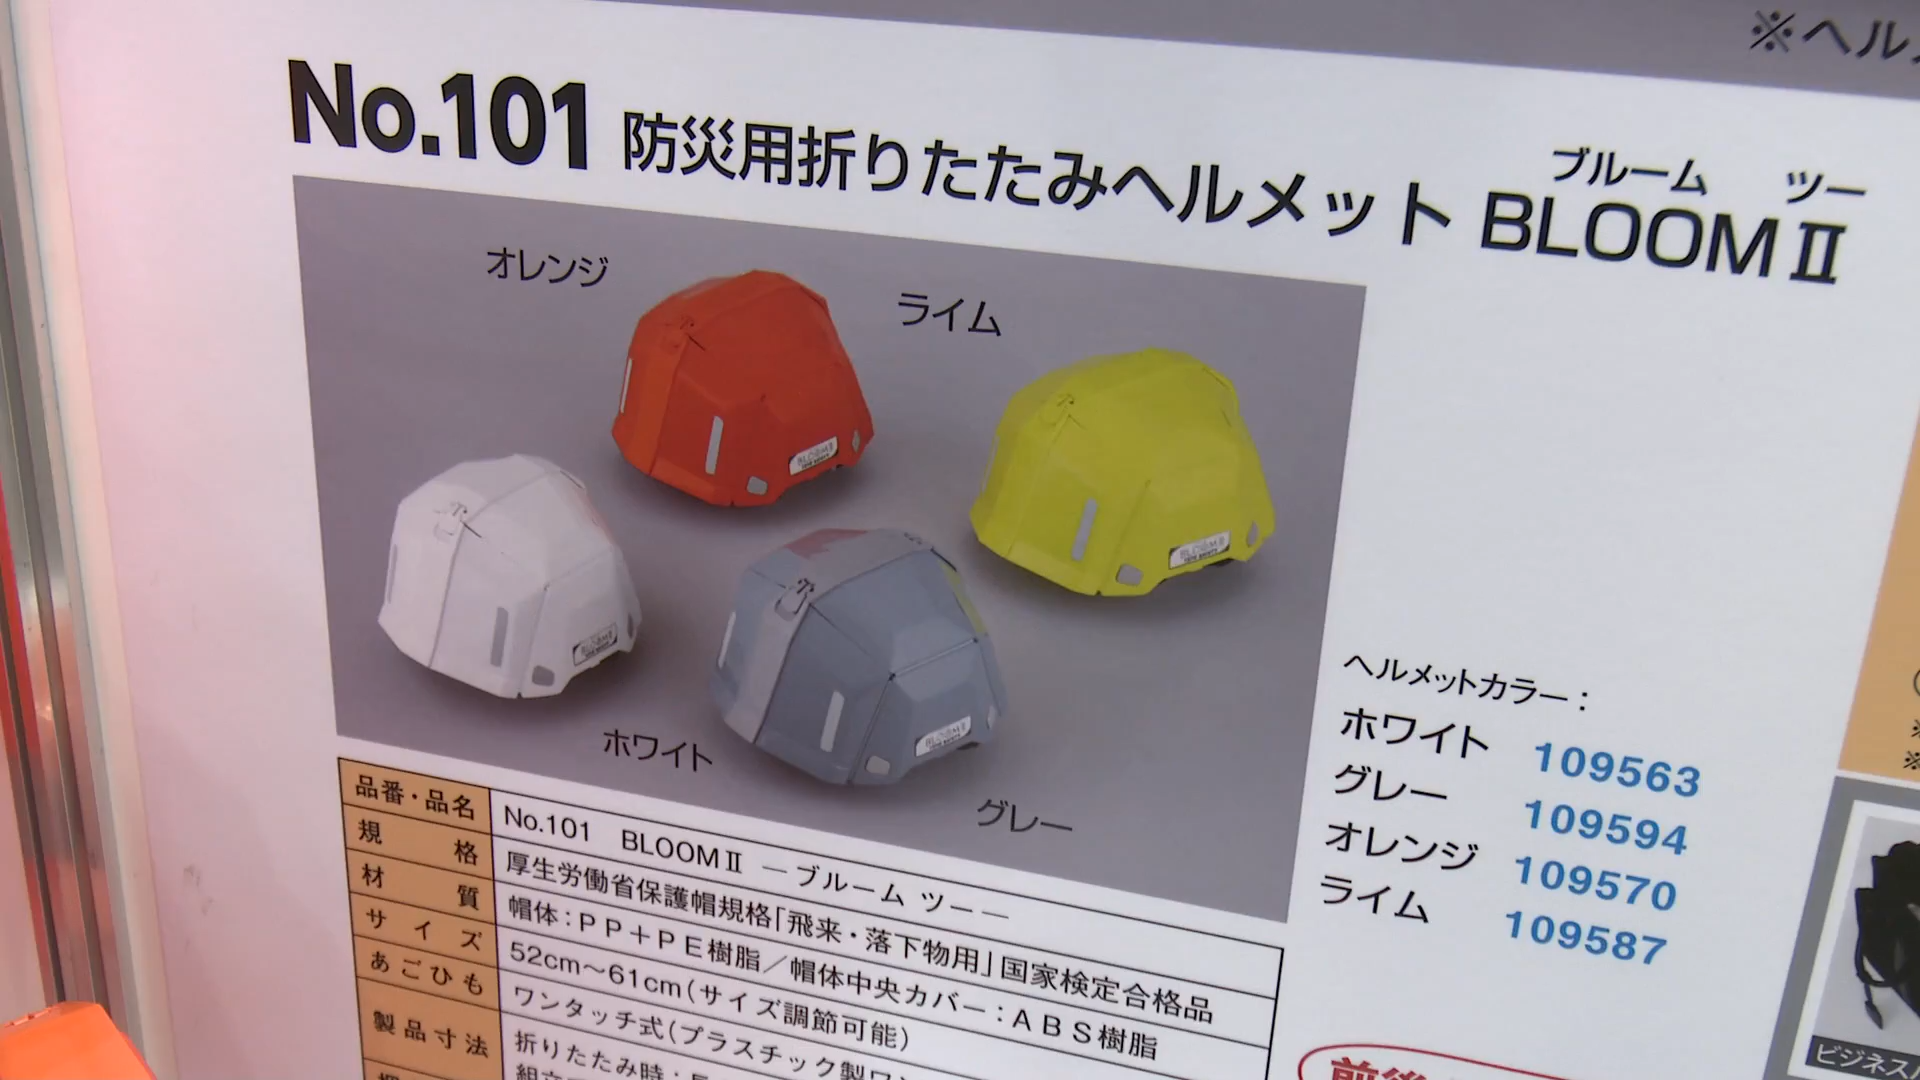 ※ヘル
No.101 防災用折りたたみヘルメット BLOOMⅡ
ブルーム ツー
オレンジ
ライム
ホワイト
グレー
ヘルメットカラー：
ホワイト 109563
グレー 109594
オレンジ 109570
ライム 109587
品番・品名 No.101 BLOOMⅡ ―ブルーム ツー―
規格 厚生労働省保護帽規格「飛来・落下物用」国家検定合格品
材質 帽体：PP＋PE樹脂／帽体中央カバー：ABS樹脂
サイズ 52cm～61cm（サイズ調節可能）
あごひも ワンタッチ式（プラスチック製ワ
製品寸法 折りたたみ時：
組立
前後
ビジネス